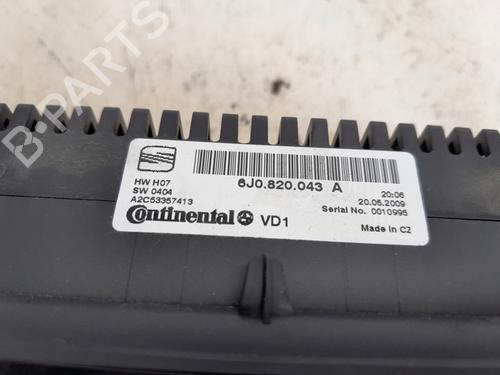 B-PARTS
B-PARTS
6J0.820.043 A
HW H07
SW 0404
A2C53357413
20:06
20.05.2009
Serial No. 0010995
Continental VD1
Made in CZ